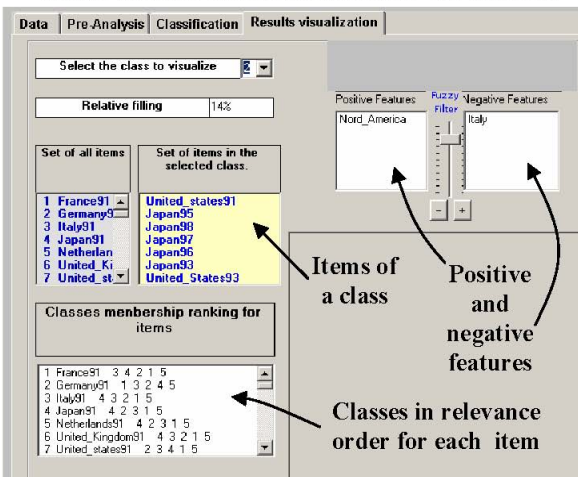 Data Pre-Analysis Classification Results visualization
Select the class to visualize 2
Relative filling 14%
Set of all items
Set of items in the
selected class.
1 France91
2 Germany9
3 Italy91
4 Japan91
5 Netherlan
6 United_Ki
7 United_st
United_states91
Japan95
Japan98
Japan97
Japan96
Japan93
United_States93
Classes menbership ranking for
items
1 France91 3 4 2 1 5
2 Germany91 1 3 2 4 5
3 Italy91 4 3 2 1 5
4 Japan91 4 2 3 1 5
5 Netherlands91 4 2 3 1 5
6 United_Kingdom91 4 3 2 1 5
7 United_states91 2 3 4 1 5
Positive Features
Fuzzy
Filter
Negative Features
Nord_America
Italy
- +
Items of
a class
Positive
and
negative
features
Classes in relevance
order for each item